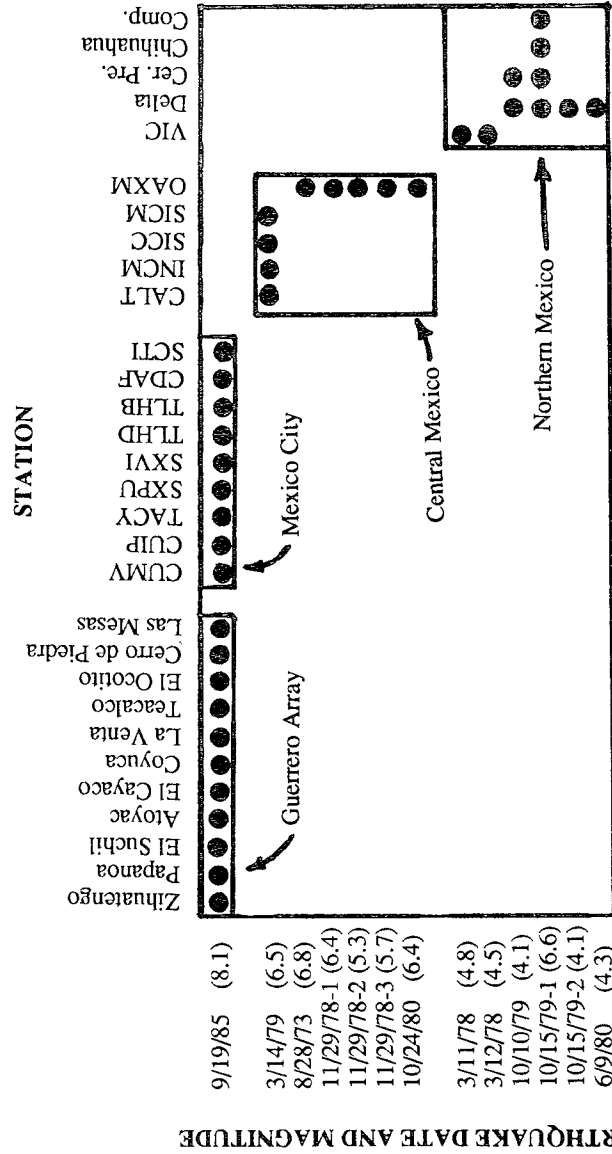 STATION
Zihuatengo
Papanoa
El Suchil
Atoyac
El Cayaco
Coyuca
La Venta
Teacalco
El Ocotito
Cerro de Piedra
Las Mesas
CUMV
CUIP
TACY
SXPU
SXVI
TLHD
TLHB
CDAF
SCTI
CALT
INCM
SICC
SICM
OAXM
VIC
Delta
Cer. Pre.
Chihuahua
Comp.
RTHQUAKE DATE AND MAGNITUDE
9/19/85 (8.1)
3/14/79 (6.5)
8/28/73 (6.8)
11/29/78-1 (6.4)
11/29/78-2 (5.3)
11/29/78-3 (5.7)
10/24/80 (6.4)
3/11/78 (4.8)
3/12/78 (4.5)
10/10/79 (4.1)
10/15/79-1 (6.6)
10/15/79-2 (4.1)
6/9/80 (4.3)
Guerrero Array
Mexico City
Central Mexico
Northern Mexico